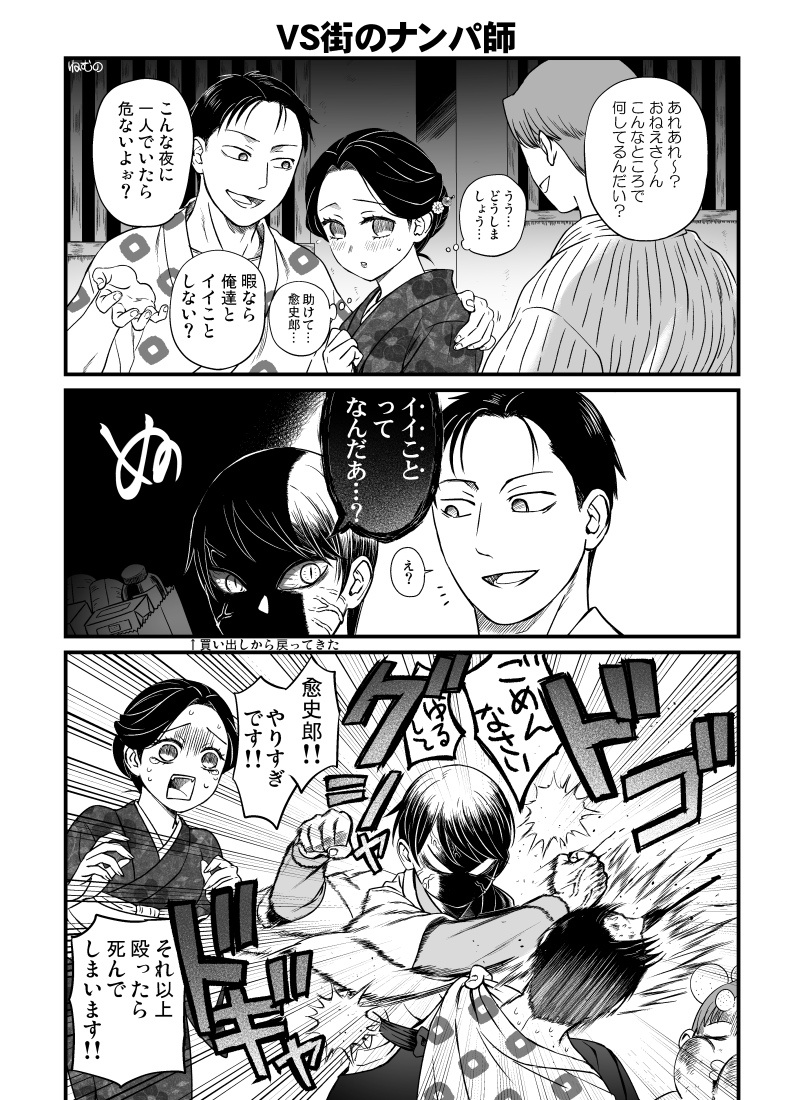 VS街のナンパ師
ねむの
あれあれ～？
おねえさ～ん
こんなところで
何してるんだい？
うう…
どうしま
しょう…
こんな夜に
一人でいたら
危ないよぉ？
助けて…
愈史郎…
暇なら
俺達と
イイこと
しない？
イイこと
って
なんだぁ…？
え？
ぬ
↑買い出しから戻ってきた
ドゴ
ごめん
なさい
ゆる
して
グシャ
愈史郎!!
やりすぎ
です!!
ドギャ
それ以上
殴ったら
死んで
しまいます!!